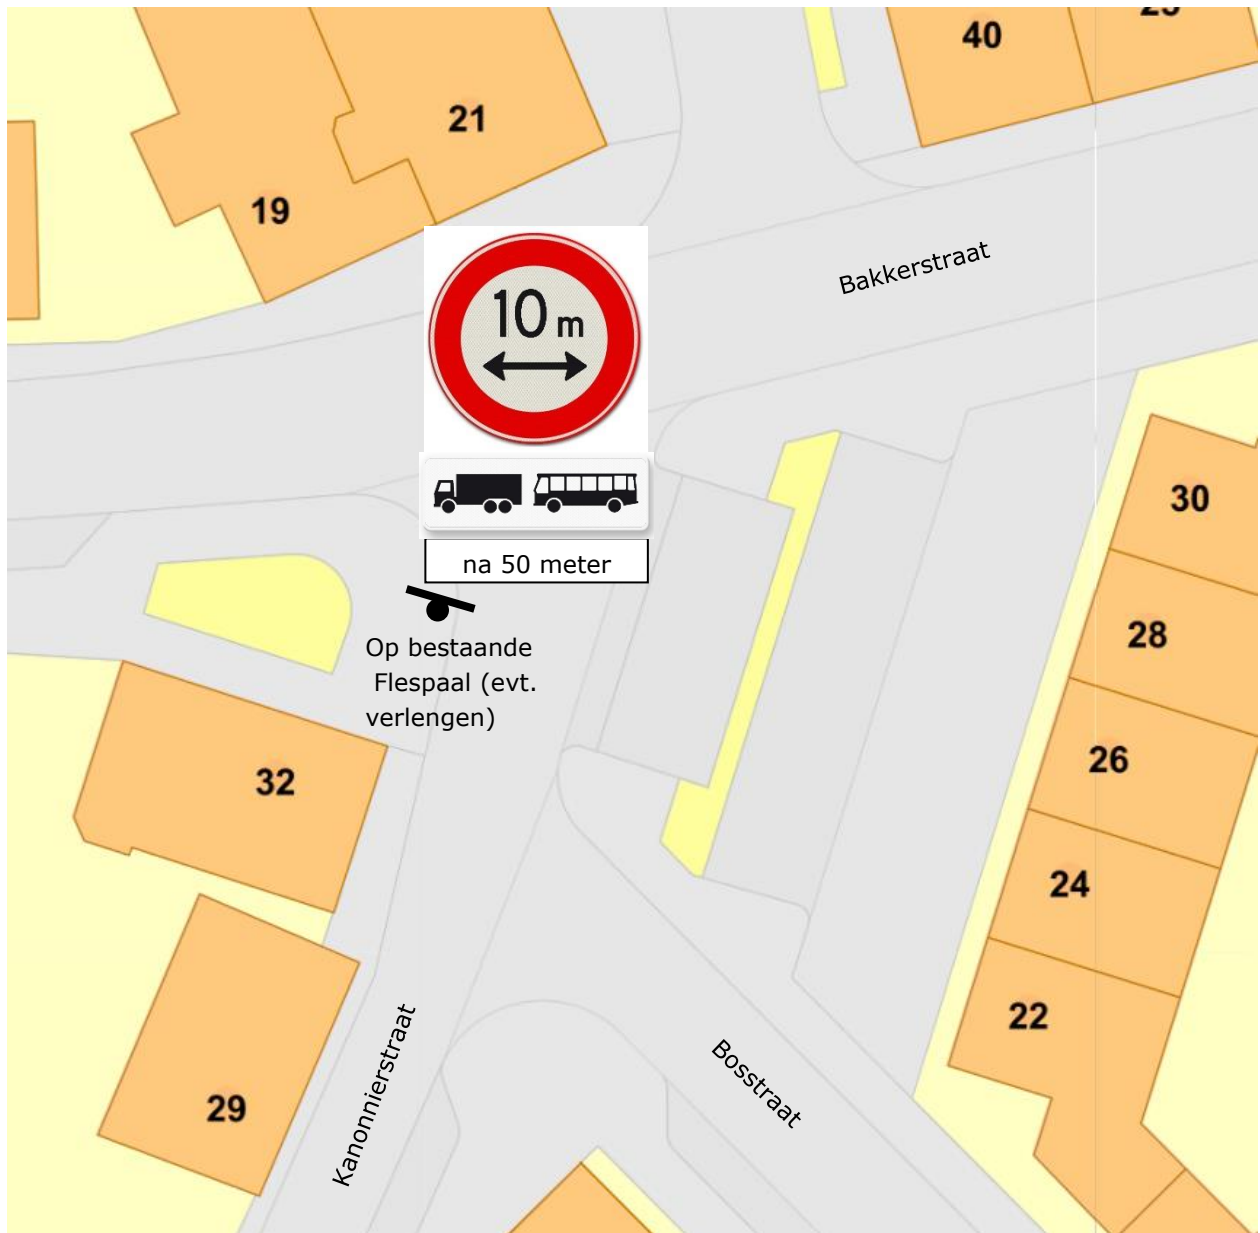 40
21
19
Bakkerstraat
10 m
30
na 50 meter
28
Op bestaande
Flespaal (evt.
verlengen)
26
32
24
22
Kanonnierstraat
Bosstraat
29